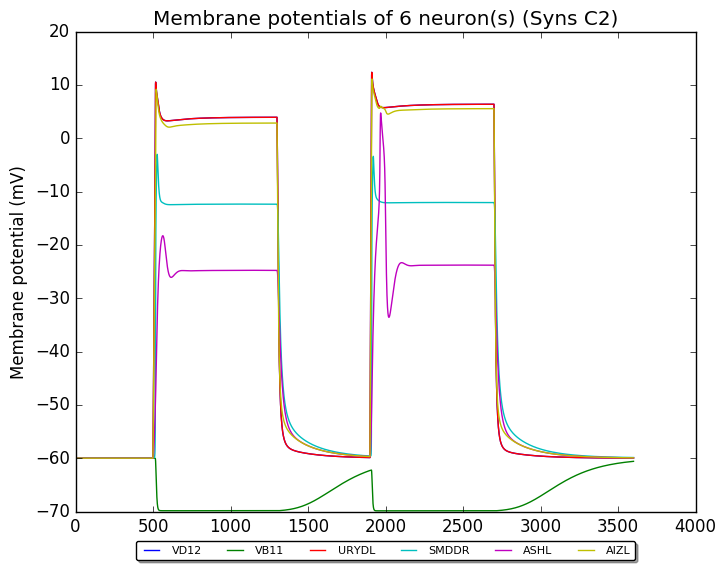 Membrane potentials of 6 neuron(s) (Syns C2)
20
10
0
−10
−20
−30
−40
−50
−60
−70
Membrane potential (mV)
0 500 1000 1500 2000 2500 3000 3500 4000
VD12 VB11 URYDL SMDDR ASHL AIZL